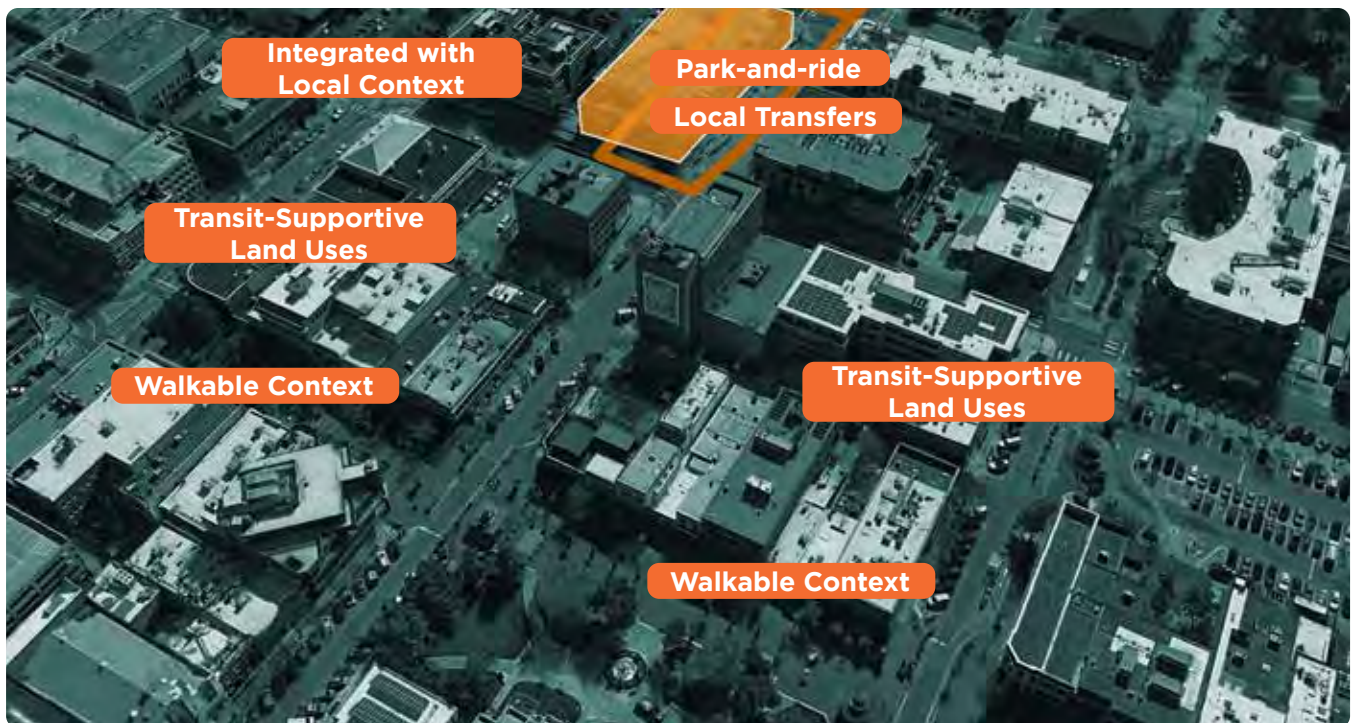 Integrated with
Local Context
Park-and-ride
Local Transfers
Transit-Supportive
Land Uses
Walkable Context
Transit-Supportive
Land Uses
Walkable Context